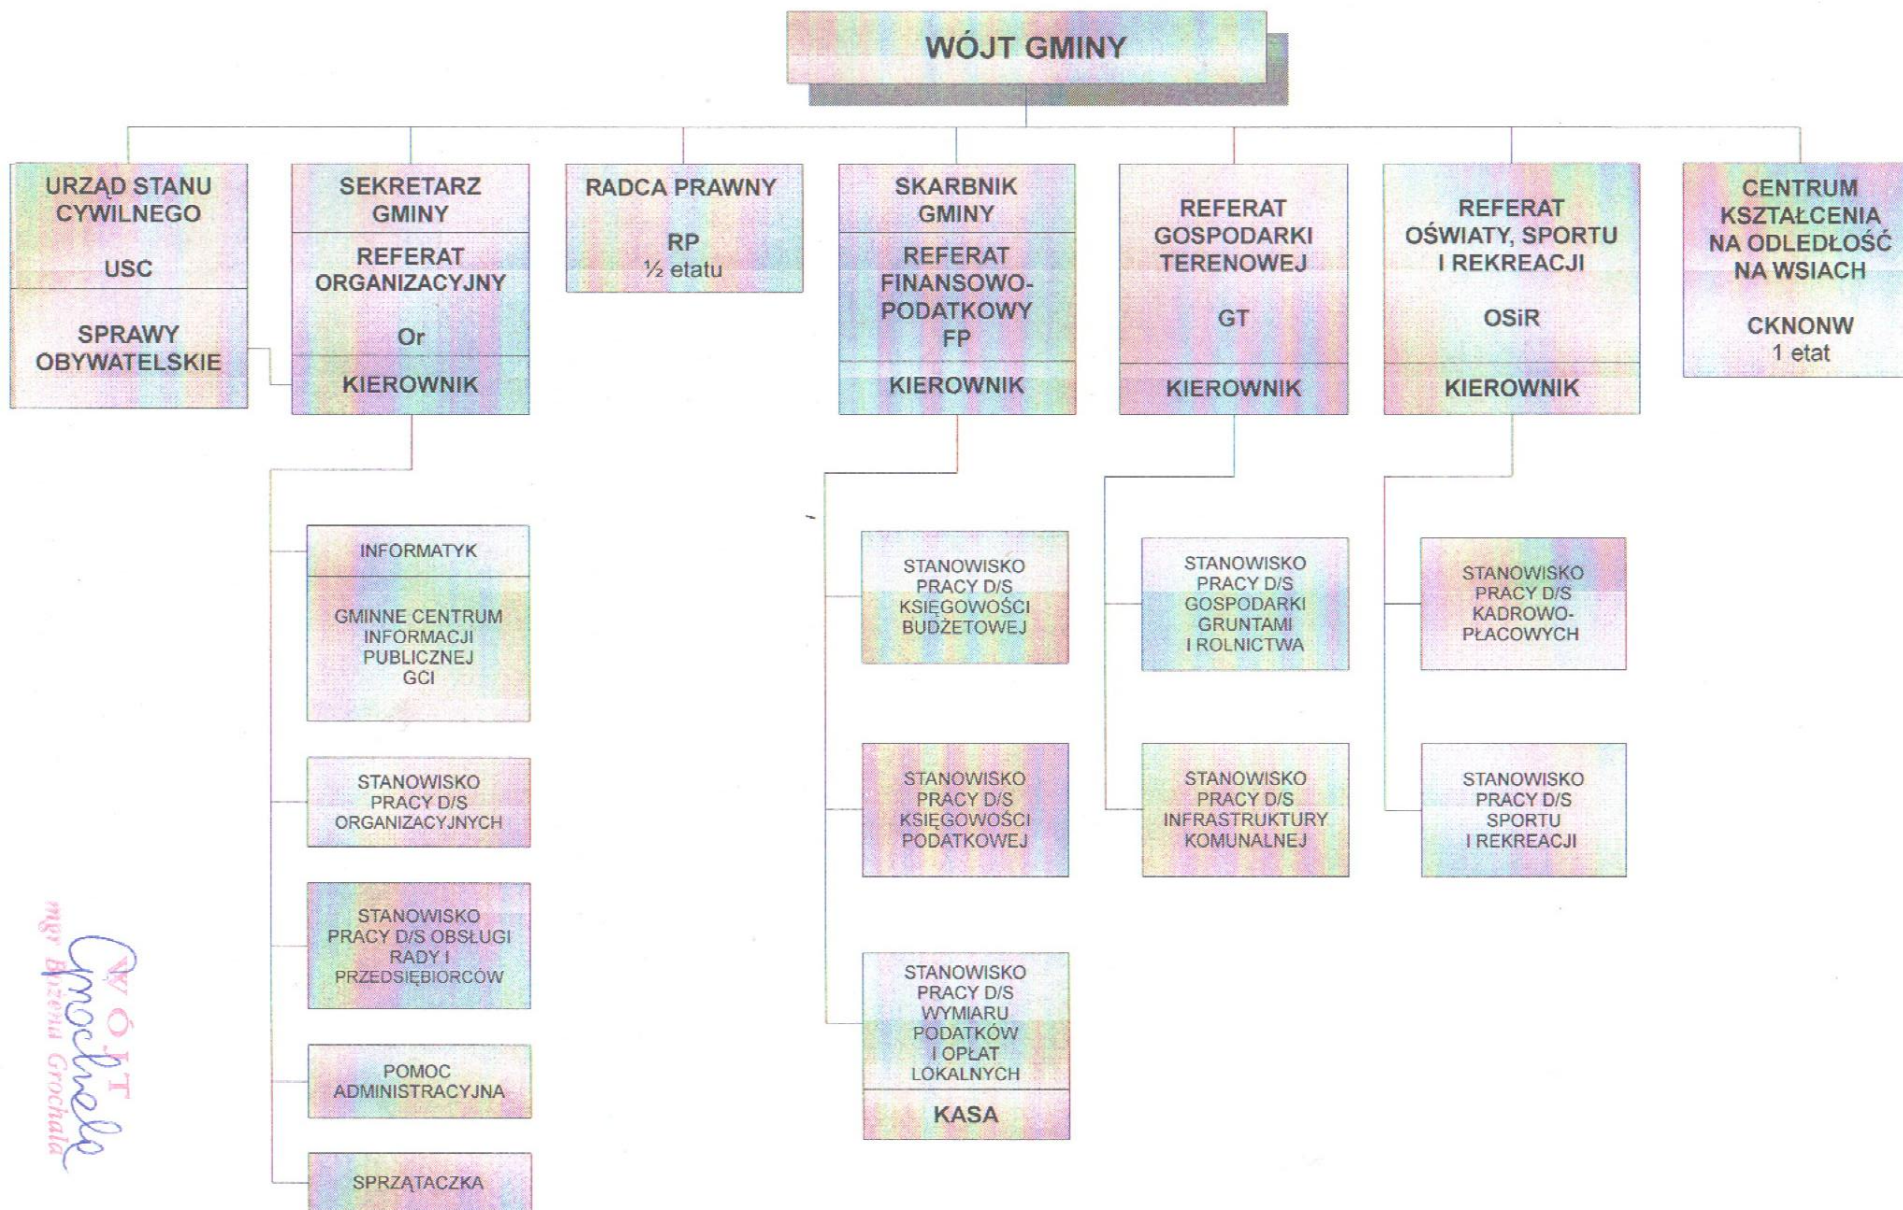 WÓJT GMINY
URZĄD STANU
CYWILNEGO
USC
SPRAWY
OBYWATELSKIE
SEKRETARZ
GMINY
REFERAT
ORGANIZACYJNY
Or
KIEROWNIK
RADCA PRAWNY
RP
½ etatu
SKARBNIK
GMINY
REFERAT
FINANSOWO-
PODATKOWY
FP
KIEROWNIK
REFERAT
GOSPODARKI
TERENOWEJ
GT
KIEROWNIK
REFERAT
OŚWIATY, SPORTU
I REKREACJI
OSiR
KIEROWNIK
CENTRUM
KSZTAŁCENIA
NA ODLEDŁOŚĆ
NA WSIACH
CKNONW
1 etat
INFORMATYK
GMINNE CENTRUM
INFORMACJI
PUBLICZNEJ
GCI
STANOWISKO
PRACY D/S
ORGANIZACYJNYCH
STANOWISKO
PRACY D/S OBSŁUGI
RADY I
PRZEDSIĘBIORCÓW
POMOC
ADMINISTRACYJNA
SPRZĄTACZKA
STANOWISKO
PRACY D/S
KSIĘGOWOŚCI
BUDŻETOWEJ
STANOWISKO
PRACY D/S
KSIĘGOWOŚCI
PODATKOWEJ
STANOWISKO
PRACY D/S
WYMIARU
PODATKÓW
I OPŁAT
LOKALNYCH
KASA
STANOWISKO
PRACY D/S
GOSPODARKI
GRUNTAMI
I ROLNICTWA
STANOWISKO
PRACY D/S
INFRASTRUKTURY
KOMUNALNEJ
STANOWISKO
PRACY D/S
KADROWO-
PŁACOWYCH
STANOWISKO
PRACY D/S
SPORTU
I REKREACJI
WÓJT
mgr Bożena Grochala